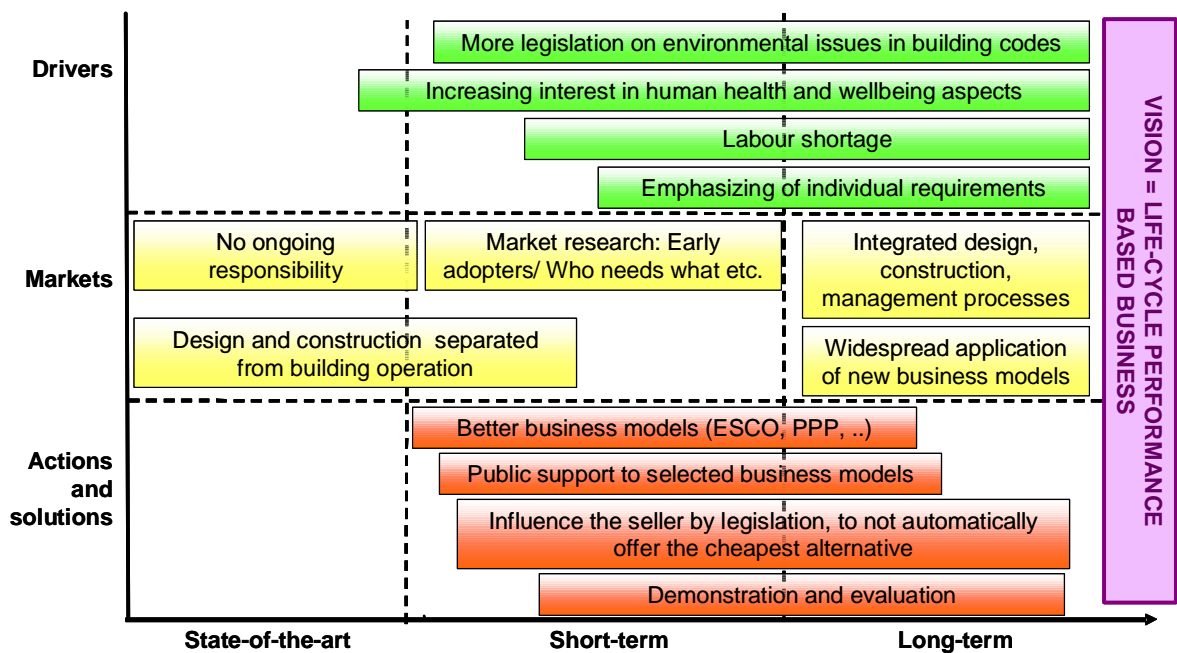 Drivers
More legislation on environmental issues in building codes
Increasing interest in human health and wellbeing aspects
Labour shortage
Emphasizing of individual requirements
Markets
No ongoing
responsibility
Market research: Early
adopters/ Who needs what etc.
Integrated design,
construction,
management processes
Design and construction separated
from building operation
Widespread application
of new business models
Actions
and
solutions
Better business models (ESCO, PPP, ..)
Public support to selected business models
Influence the seller by legislation, to not automatically
offer the cheapest alternative
Demonstration and evaluation
VISION = LIFE-CYCLE PERFORMANCE
BASED BUSINESS
State-of-the-art
Short-term
Long-term